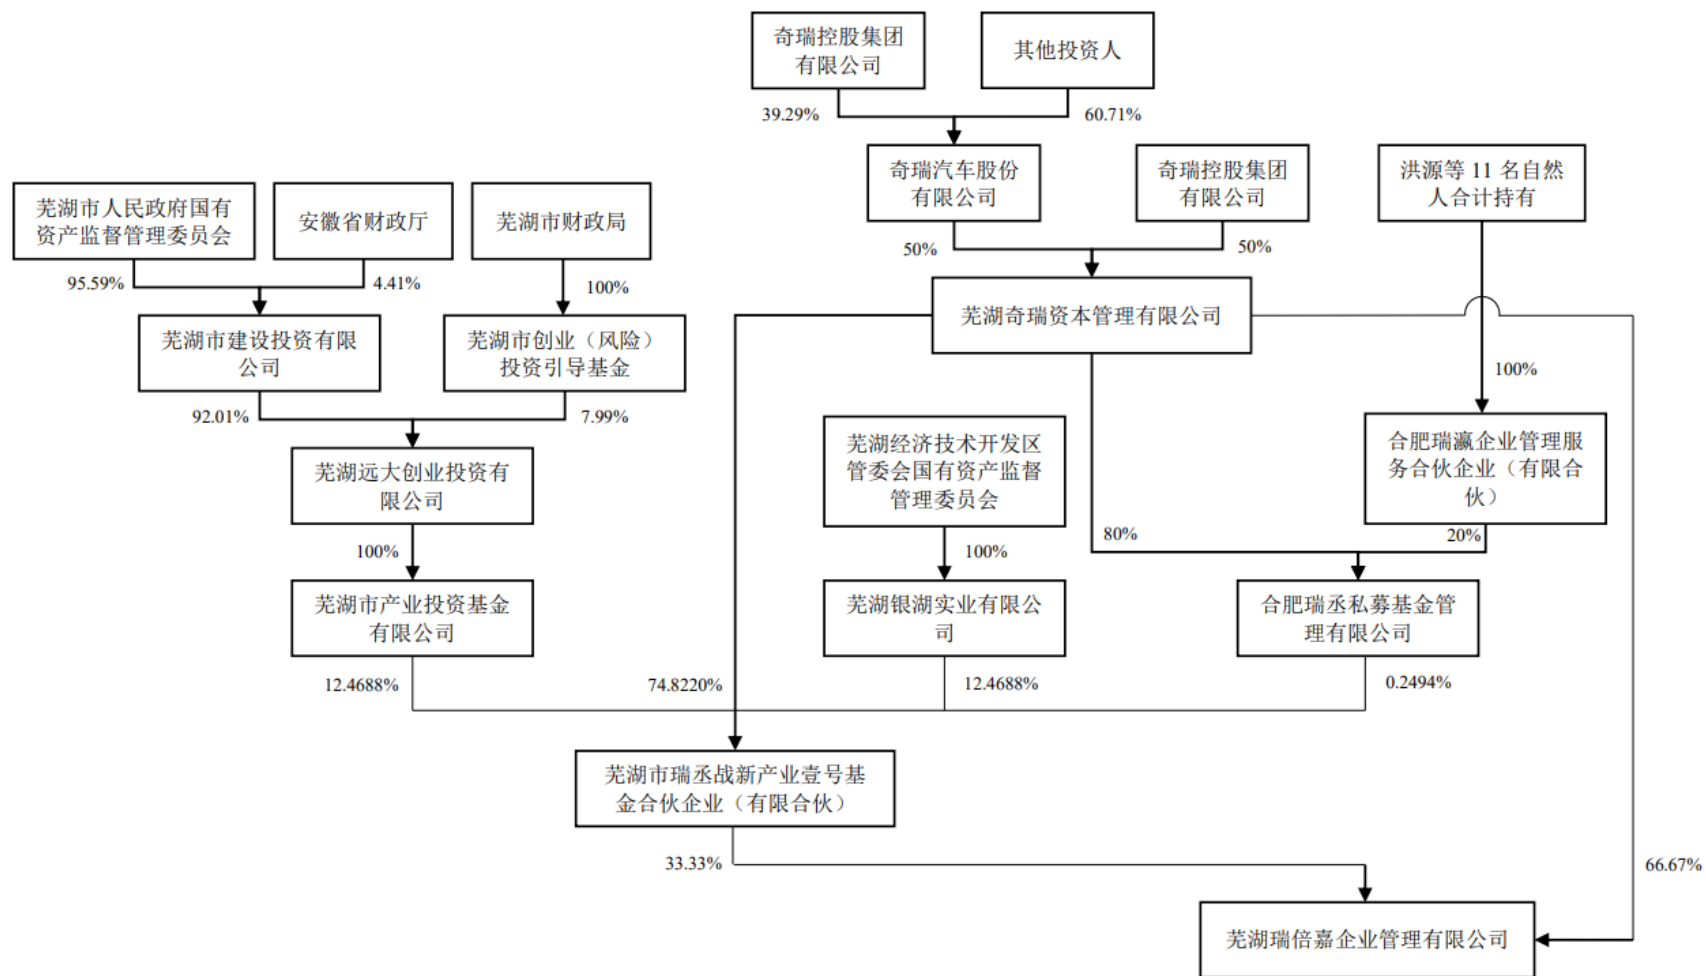 奇瑞控股集团
有限公司
其他投资人
39.29%
60.71%
奇瑞汽车股份
有限公司
奇瑞控股集团
有限公司
洪源等 11 名自然
人合计持有
芜湖市人民政府国有
资产监督管理委员会
安徽省财政厅
芜湖市财政局
50%
50%
95.59%
4.41%
100%
芜湖奇瑞资本管理有限公司
芜湖市建设投资有限
公司
芜湖市创业（风险）
投资引导基金
100%
92.01%
7.99%
芜湖经济技术开发区
管委会国有资产监督
管理委员会
合肥瑞瀛企业管理服
务合伙企业（有限合
伙）
芜湖远大创业投资有
限公司
80%
20%
100%
100%
芜湖市产业投资基金
有限公司
芜湖银湖实业有限公
司
合肥瑞丞私募基金管
理有限公司
12.4688%
74.8220%
12.4688%
0.2494%
芜湖市瑞丞战新产业壹号基
金合伙企业（有限合伙）
33.33%
66.67%
芜湖瑞倍嘉企业管理有限公司